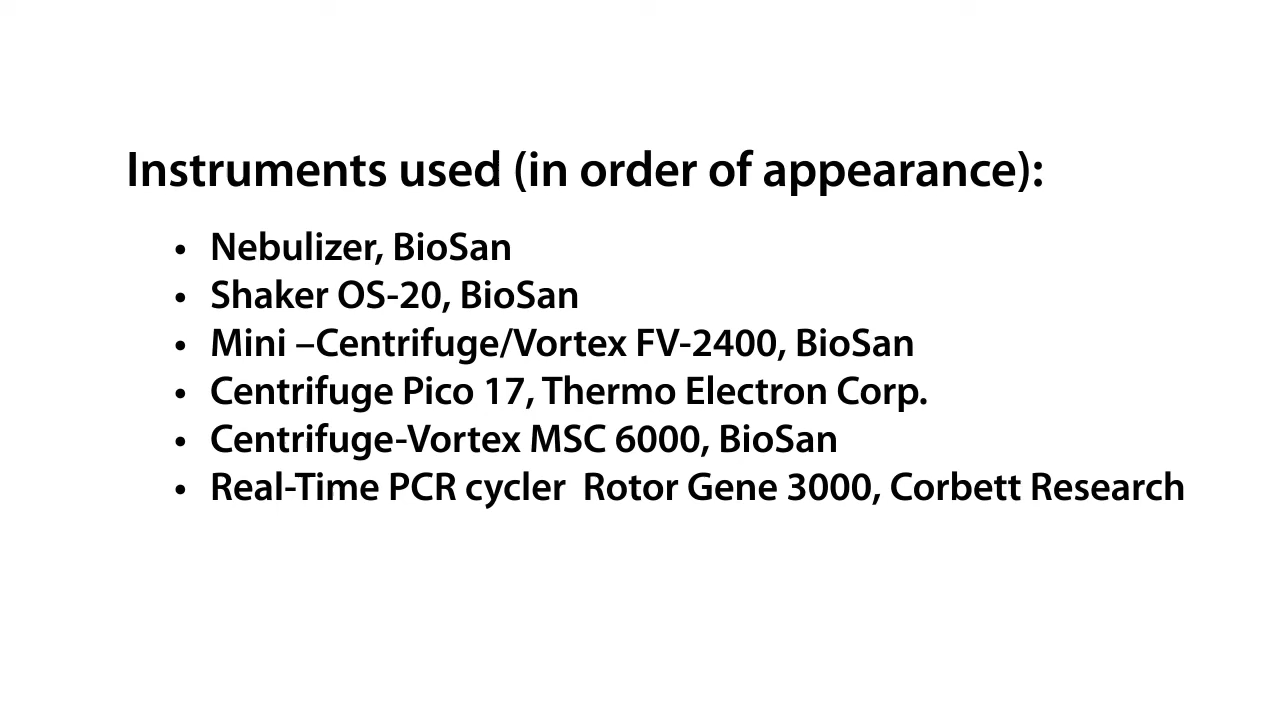 Instruments used (in order of appearance):
• Nebulizer, BioSan
• Shaker OS-20, BioSan
• Mini –Centrifuge/Vortex FV-2400, BioSan
• Centrifuge Pico 17, Thermo Electron Corp.
• Centrifuge-Vortex MSC 6000, BioSan
• Real-Time PCR cycler  Rotor Gene 3000, Corbett Research